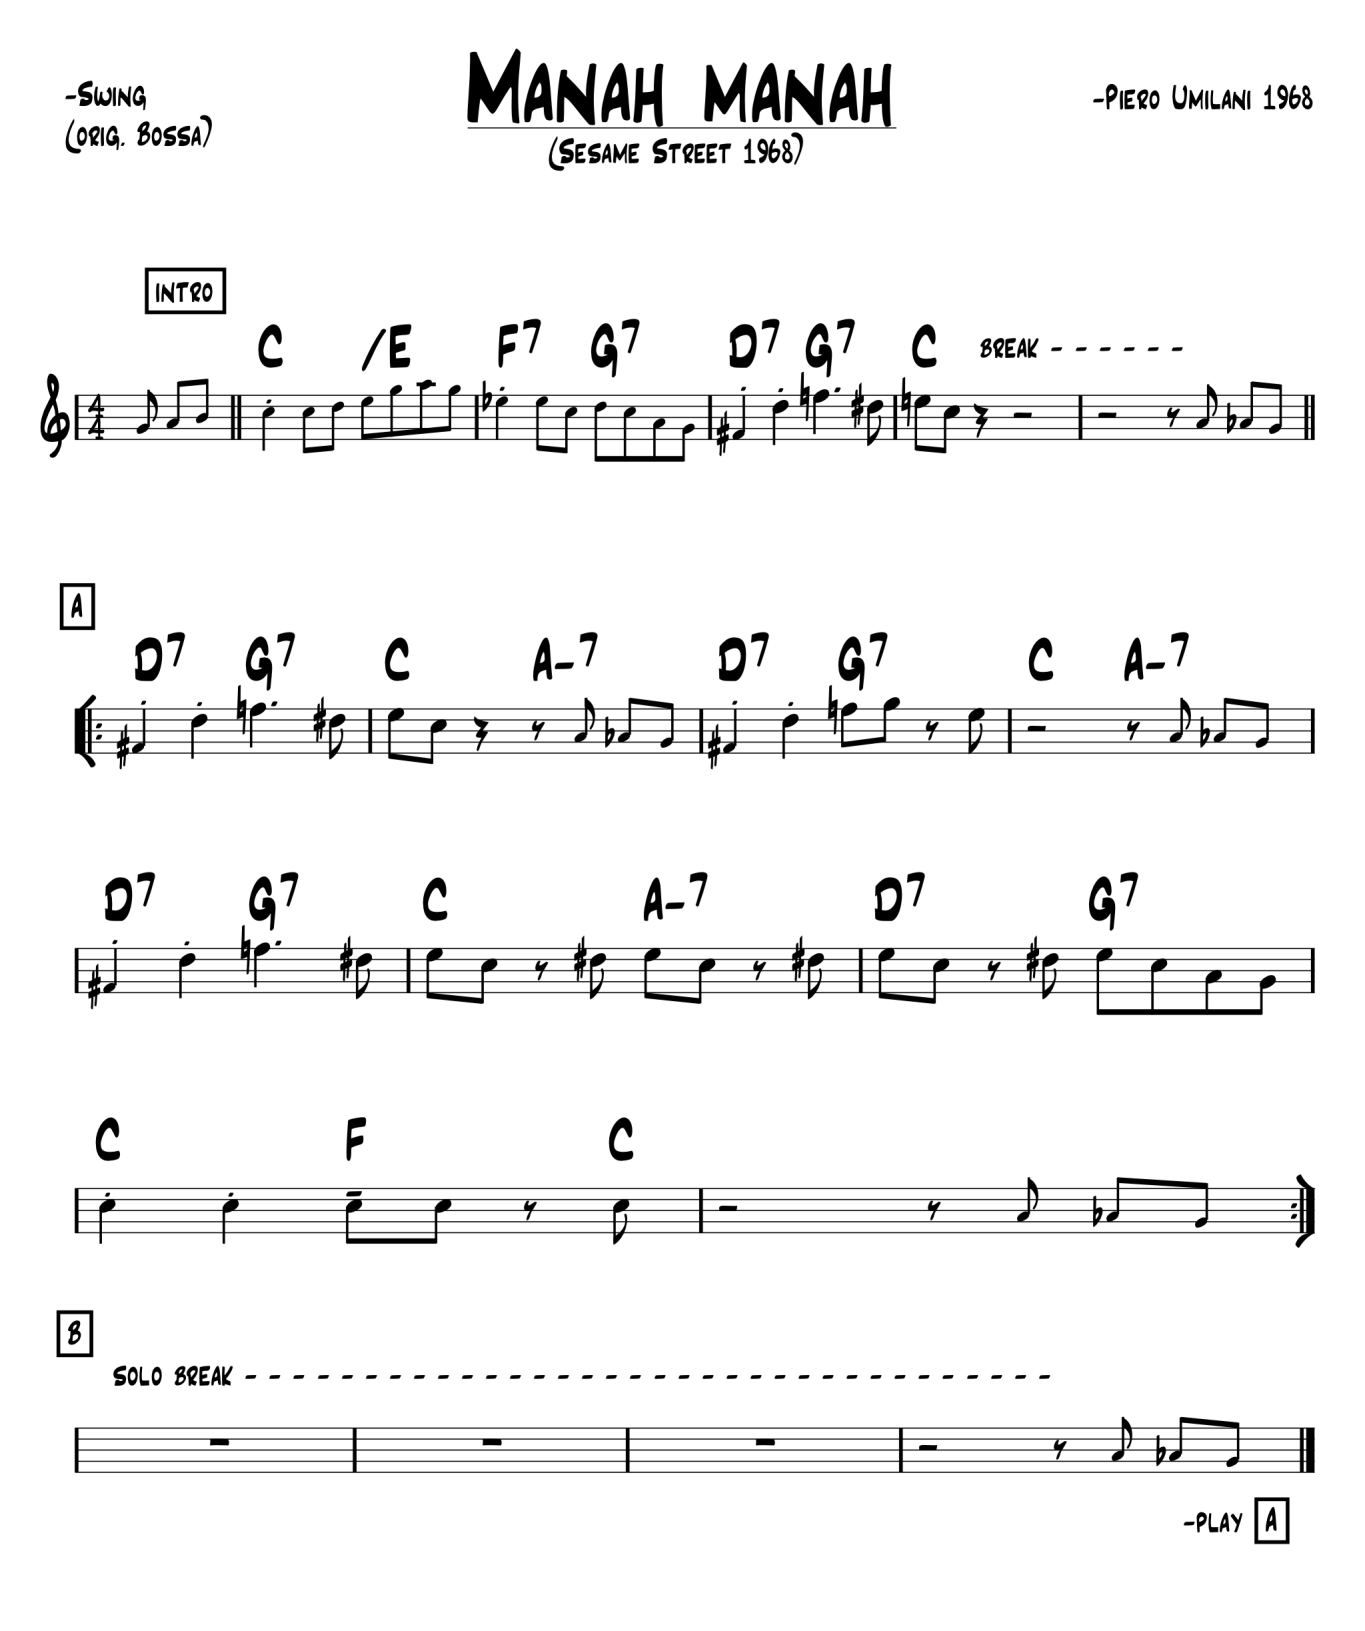 Manah manah
-Swing
(orig. Bossa)
-Piero Umilani 1968
(Sesame Street 1968)
INTRO
C /E F7 G7 D7 G7 C BREAK - - - - - -
4
4
A
D7 G7 C A-7 D7 G7 C A-7
D7 G7 C A-7 D7 G7
C F C
B
SOLO BREAK - - - - - - - - - - - - - - - - - - - - - - - - - - - - - - - - - -
-PLAY A